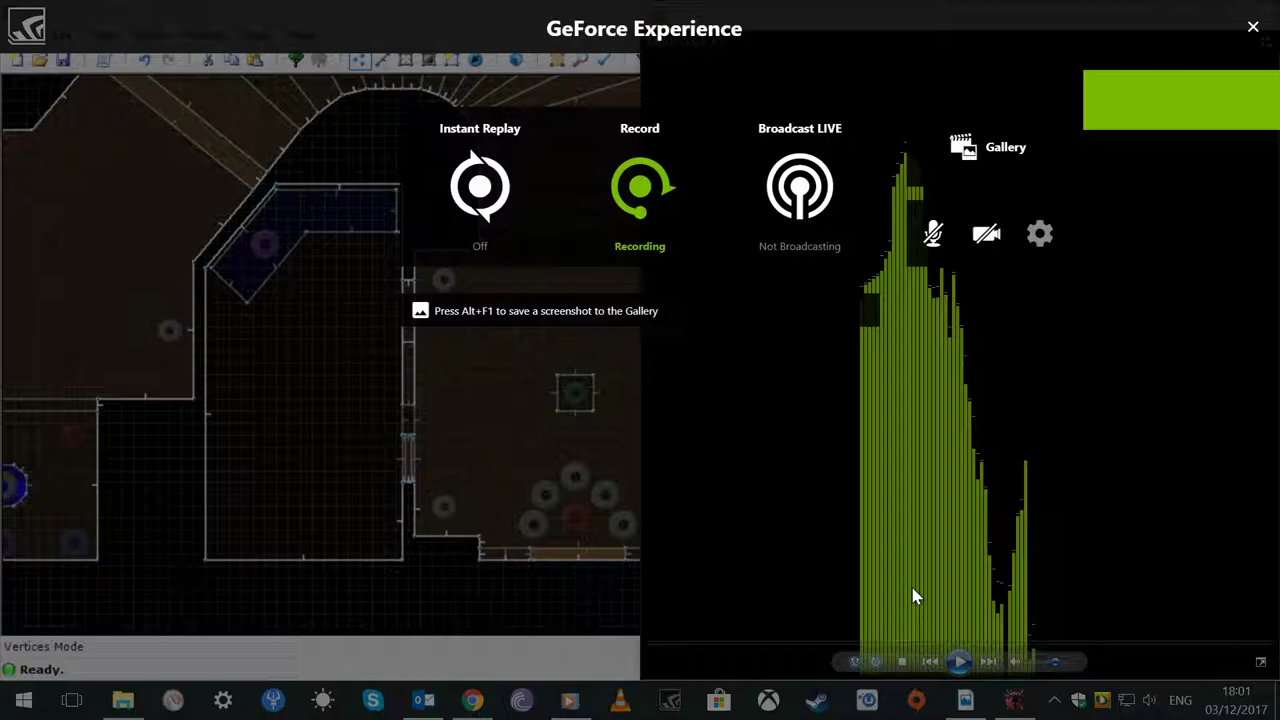 GeForce Experience
Instant Replay
Record
Broadcast LIVE
Gallery
Off
Recording
Not Broadcasting
Press Alt+F1 to save a screenshot to the Gallery
Vertices Mode
Ready.
ENG
18:01
03/12/2017